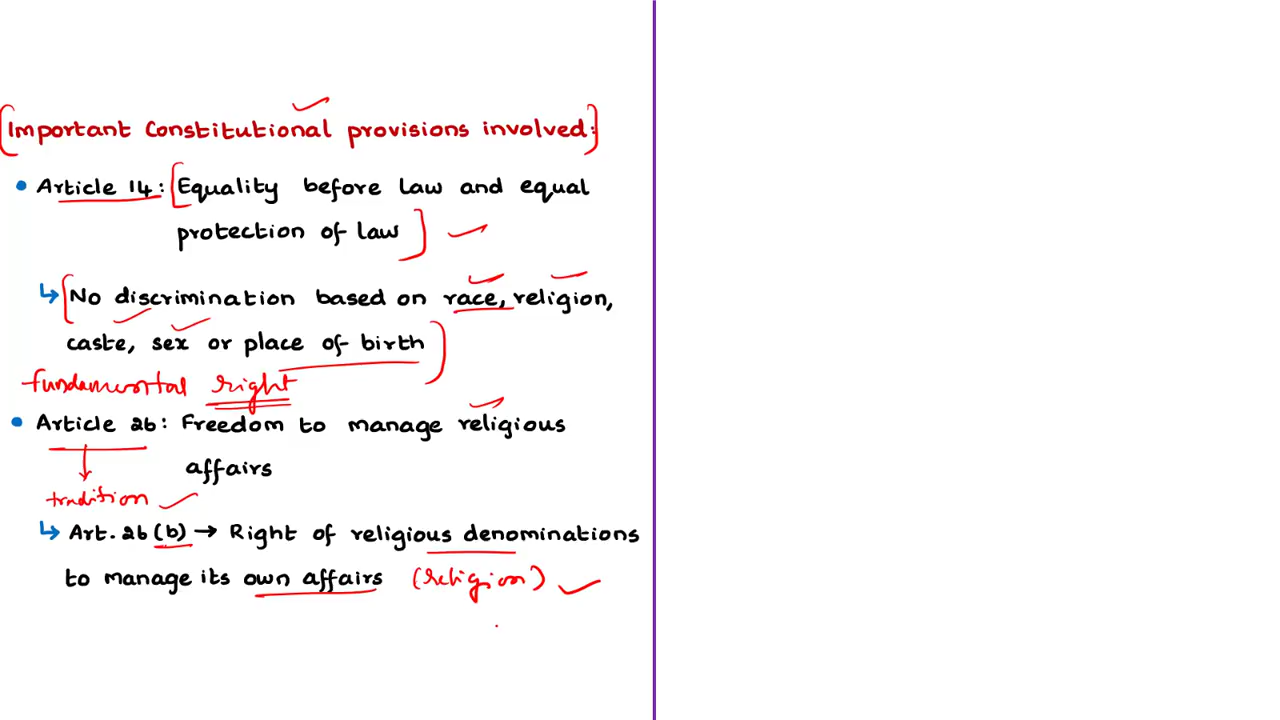 Important Constitutional provisions involved:
• Article 14: Equality before law and equal
protection of law
↳ No discrimination based on race, religion,
caste, sex or place of birth
fundamental right
• Article 26: Freedom to manage religious
affairs
tradition
↳ Art. 26 (b) → Right of religious denominations
to manage its own affairs (religion)